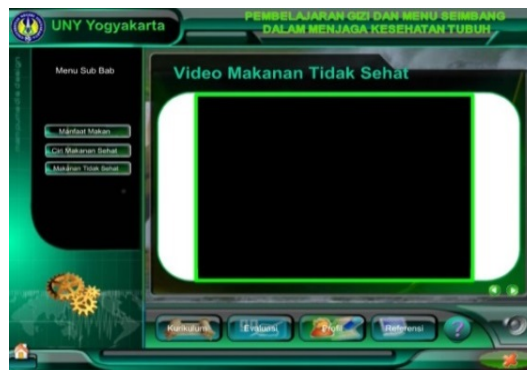 UNY Yogyakarta
PEMBELAJARAN GIZI DAN MENU SEIMBANG
DALAM MENJAGA KESEHATAN TUBUH
Menu Sub Bab
Manfaat Makan
Ciri Makanan Sehat
Makanan Tidak Sehat
Video Makanan Tidak Sehat
Kurikulum
Evaluasi
Profil
Referensi
?